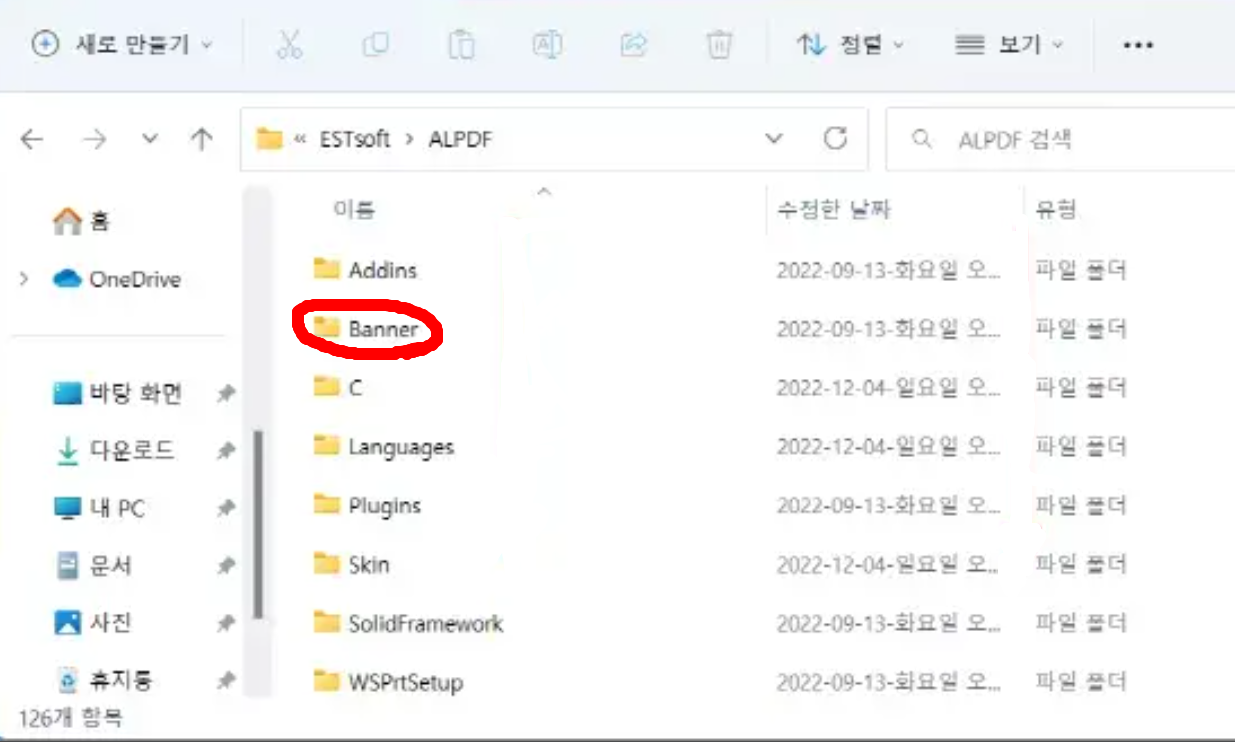 새로 만들기 정렬 보기
« ESTsoft > ALPDF ALPDF 검색
이름 수정한 날짜 유형
홈
OneDrive
바탕 화면
다운로드
내 PC
문서
사진
휴지통
Addins 2022-09-13-화요일 오... 파일 폴더
Banner 2022-09-13-화요일 오... 파일 폴더
C 2022-12-04-일요일 오... 파일 폴더
Languages 2022-12-04-일요일 오... 파일 폴더
Plugins 2022-09-13-화요일 오... 파일 폴더
Skin 2022-12-04-일요일 오... 파일 폴더
SolidFramework 2022-09-13-화요일 오... 파일 폴더
WSPrtSetup 2022-09-13-화요일 오... 파일 폴더
126개 항목